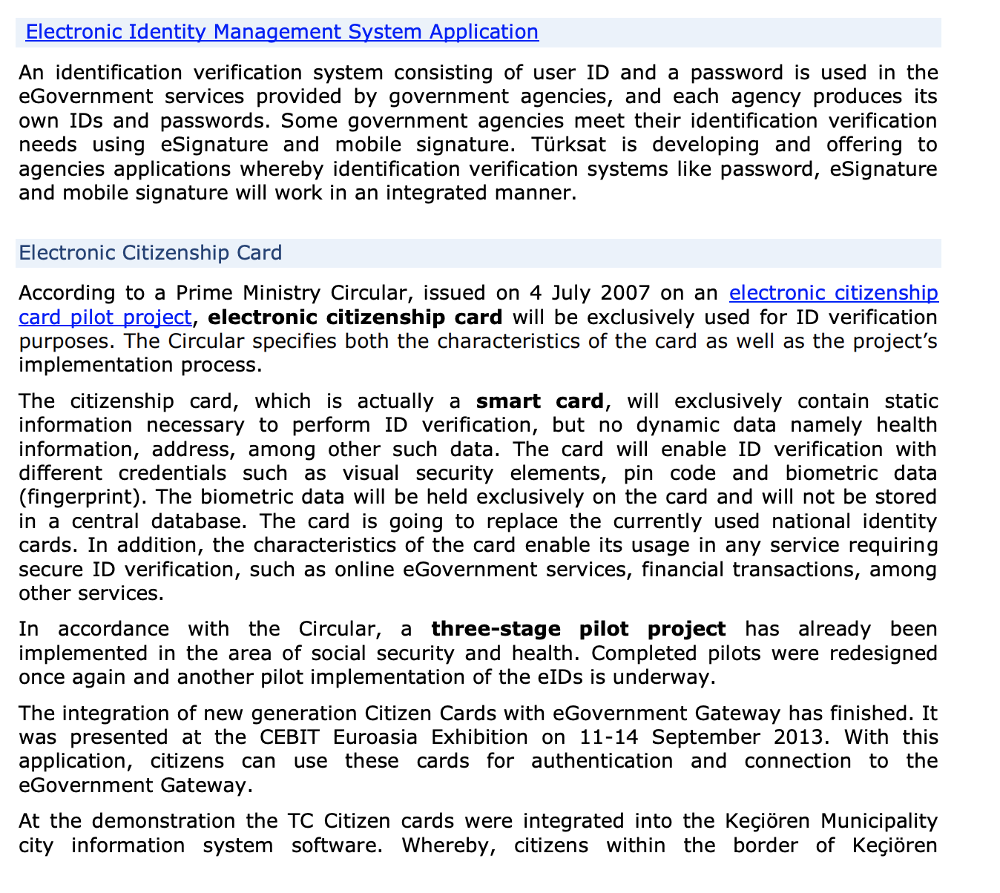 Electronic Identity Management System Application
An identification verification system consisting of user ID and a password is used in the
eGovernment services provided by government agencies, and each agency produces its
own IDs and passwords. Some government agencies meet their identification verification
needs using eSignature and mobile signature. Türksat is developing and offering to
agencies applications whereby identification verification systems like password, eSignature
and mobile signature will work in an integrated manner.
Electronic Citizenship Card
According to a Prime Ministry Circular, issued on 4 July 2007 on an electronic citizenship
card pilot project, electronic citizenship card will be exclusively used for ID verification
purposes. The Circular specifies both the characteristics of the card as well as the project’s
implementation process.
The citizenship card, which is actually a smart card, will exclusively contain static
information necessary to perform ID verification, but no dynamic data namely health
information, address, among other such data. The card will enable ID verification with
different credentials such as visual security elements, pin code and biometric data
(fingerprint). The biometric data will be held exclusively on the card and will not be stored
in a central database. The card is going to replace the currently used national identity
cards. In addition, the characteristics of the card enable its usage in any service requiring
secure ID verification, such as online eGovernment services, financial transactions, among
other services.
In accordance with the Circular, a three-stage pilot project has already been
implemented in the area of social security and health. Completed pilots were redesigned
once again and another pilot implementation of the eIDs is underway.
The integration of new generation Citizen Cards with eGovernment Gateway has finished. It
was presented at the CEBIT Euroasia Exhibition on 11-14 September 2013. With this
application, citizens can use these cards for authentication and connection to the
eGovernment Gateway.
At the demonstration the TC Citizen cards were integrated into the Keçiören Municipality
city information system software. Whereby, citizens within the border of Keçiören